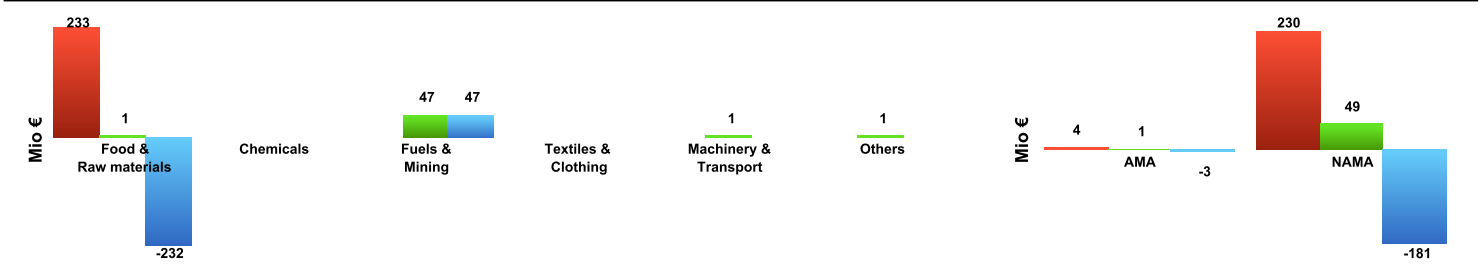 233
1
-232
Mio €
Food &
Raw materials
Chemicals
47
47
Fuels &
Mining
Textiles &
Clothing
1
Machinery &
Transport
1
Others
Mio €
4
1
-3
AMA
230
49
-181
NAMA